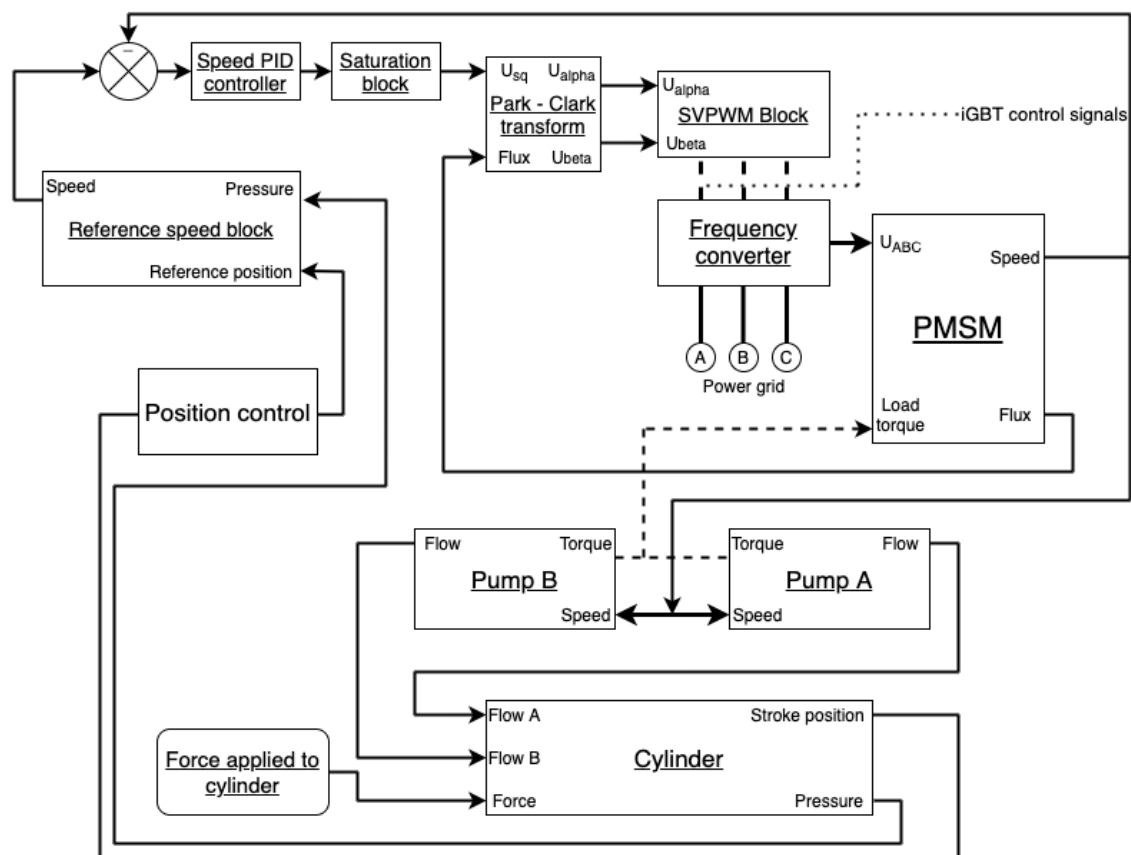 −
Speed PID
controller
Saturation
block
Usq Ualpha
Park - Clark
transform
Flux Ubeta
Ualpha
SVPWM Block
Ubeta
iGBT control signals
Speed
Pressure
Reference speed block
Reference position
Frequency
converter
UABC
Speed
PMSM
Load
torque
Flux
A B C
Power grid
Position control
Flow Torque
Pump B
Speed
Torque Flow
Pump A
Speed
Flow A
Stroke position
Flow B
Cylinder
Force
Pressure
Force applied to
cylinder